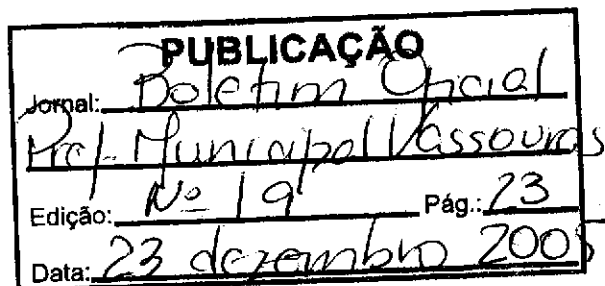 PUBLICAÇÃO
Jornal: Boletim Oficial
Pref. Municipal Vassouras
Edição: Nº 19 Pág.: 23
Data: 23 dezembro 2005